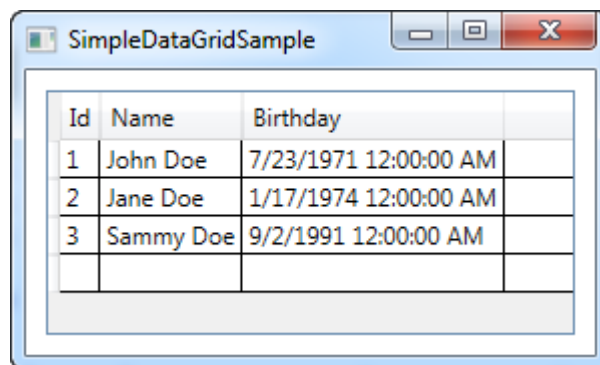 SimpleDataGridSample
Id Name Birthday
1 John Doe 7/23/1971 12:00:00 AM
2 Jane Doe 1/17/1974 12:00:00 AM
3 Sammy Doe 9/2/1991 12:00:00 AM